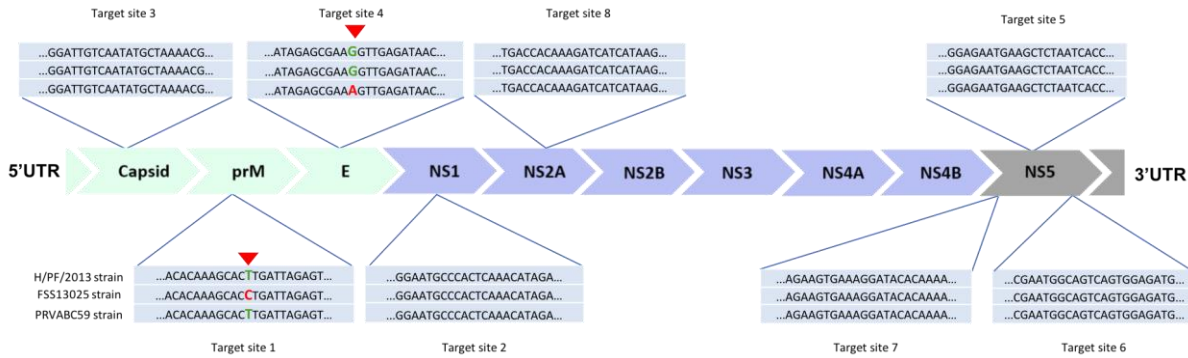 Target site 3
Target site 4
Target site 8
Target site 5
...GGATTGTCAATATGCTAAAACG...
...GGATTGTCAATATGCTAAAACG...
...GGATTGTCAATATGCTAAAACG...
...ATAGAGCGAAGGTTGAGATAAC...
...ATAGAGCGAAGGTTGAGATAAC...
...ATAGAGCGAAAGTTGAGATAAC...
...TGACCACAAAGATCATCATAAG...
...TGACCACAAAGATCATCATAAG...
...TGACCACAAAGATCATCATAAG...
...GGAGAATGAAGCTCTAATCACC...
...GGAGAATGAAGCTCTAATCACC...
...GGAGAATGAAGCTCTAATCACC...
5'UTR Capsid prM E NS1 NS2A NS2B NS3 NS4A NS4B NS5 3'UTR
H/PF/2013 strain
FSS13025 strain
PRVABC59 strain
...ACACAAAGCACTTGATTAGAGT...
...ACACAAAGCACCTGATTAGAGT...
...ACACAAAGCACTTGATTAGAGT...
...GGAATGCCCACTCAAACATAGA...
...GGAATGCCCACTCAAACATAGA...
...GGAATGCCCACTCAAACATAGA...
...AGAAGTGAAAGGATACACAAAA...
...AGAAGTGAAAGGATACACAAAA...
...AGAAGTGAAAGGATACACAAAA...
...CGAATGGCAGTCAGTGGAGATG...
...CGAATGGCAGTCAGTGGAGATG...
...CGAATGGCAGTCAGTGGAGATG...
Target site 1
Target site 2
Target site 7
Target site 6